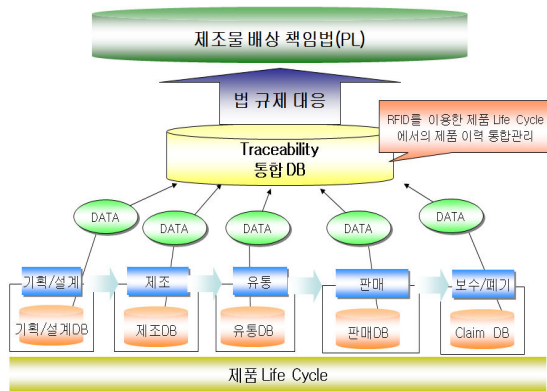 제조물 배상 책임법(PL)
법 규제 대응
RFID를 이용한 제품 Life Cycle
에서의 제품 이력 통합관리
Traceability
통합 DB
DATA
DATA
DATA
DATA
DATA
기획/설계
제조
유통
판매
보수/폐기
기획/설계DB
제조DB
유통DB
판매DB
Claim DB
제품 Life Cycle